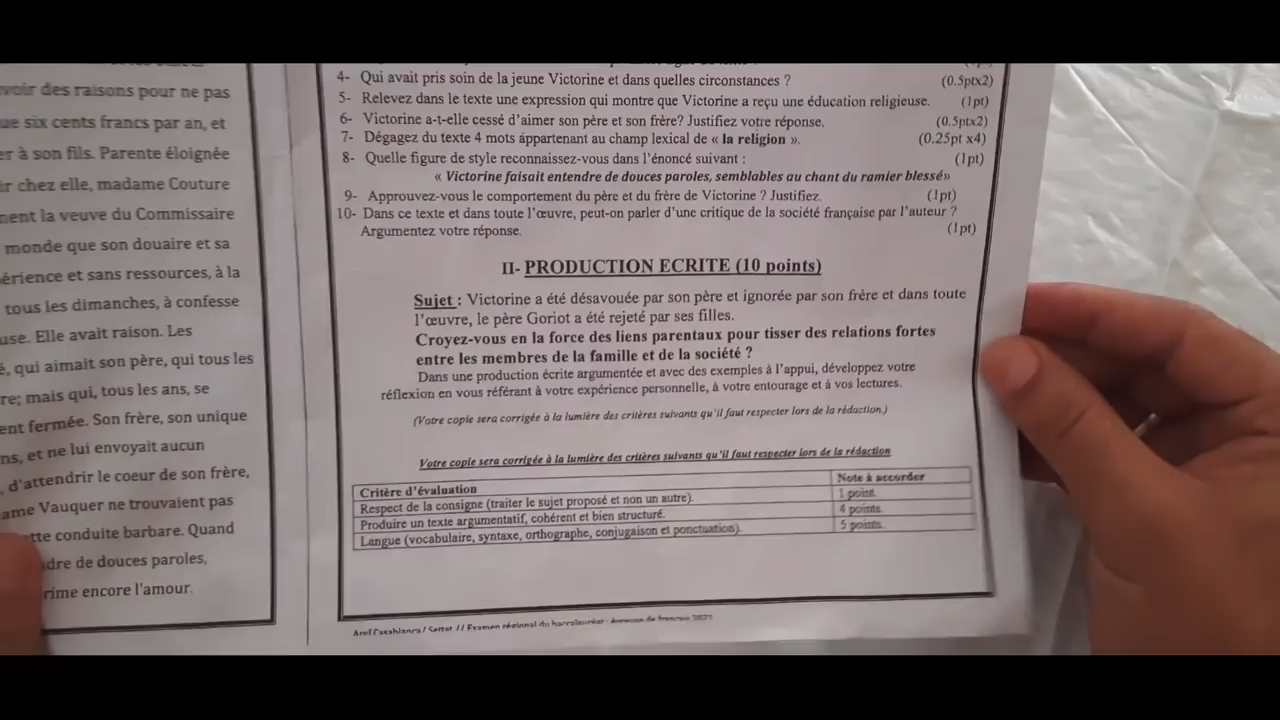 voir des raisons pour ne pas
ue six cents francs par an, et
er à son fils. Parente éloignée
ir chez elle, madame Couture
ment la veuve du Commissaire
monde que son douaire et sa
érience et sans ressources, à la
tous les dimanches, à confesse
use. Elle avait raison. Les
é, qui aimait son père, qui tous les
re; mais qui, tous les ans, se
ent fermée. Son frère, son unique
ns, et ne lui envoyait aucun
, d'attendrir le coeur de son frère,
ame Vauquer ne trouvaient pas
tte conduite barbare. Quand
dre de douces paroles,
rime encore l'amour.
4- Qui avait pris soin de la jeune Victorine et dans quelles circonstances ? (0.5ptx2)
5- Relevez dans le texte une expression qui montre que Victorine a reçu une éducation religieuse. (1pt)
6- Victorine a-t-elle cessé d'aimer son père et son frère? Justifiez votre réponse. (0.5ptx2)
7- Dégagez du texte 4 mots appartenant au champ lexical de « la religion ». (0.25pt x4)
8- Quelle figure de style reconnaissez-vous dans l'énoncé suivant : (1pt)
« Victorine faisait entendre de douces paroles, semblables au chant du ramier blessé»
9- Approuvez-vous le comportement du père et du frère de Victorine ? Justifiez. (1pt)
10- Dans ce texte et dans toute l'œuvre, peut-on parler d'une critique de la société française par l'auteur ?
Argumentez votre réponse. (1pt)
II- PRODUCTION ECRITE (10 points)
Sujet : Victorine a été désavouée par son père et ignorée par son frère et dans toute
l'œuvre, le père Goriot a été rejeté par ses filles.
Croyez-vous en la force des liens parentaux pour tisser des relations fortes
entre les membres de la famille et de la société ?
Dans une production écrite argumentée et avec des exemples à l'appui, développez votre
réflexion en vous référant à votre expérience personnelle, à votre entourage et à vos lectures.
(Votre copie sera corrigée à la lumière des critères suivants qu'il faut respecter lors de la rédaction.)
Votre copie sera corrigée à la lumière des critères suivants qu'il faut respecter lors de la rédaction
Critère d'évaluation Note à accorder
Respect de la consigne (traiter le sujet proposé et non un autre). 1 point.
Produire un texte argumentatif, cohérent et bien structuré. 4 points.
Langue (vocabulaire, syntaxe, orthographe, conjugaison et ponctuation). 5 points.
Aref Casablanca / Settat // Examen régional du baccalauréat - épreuve de français